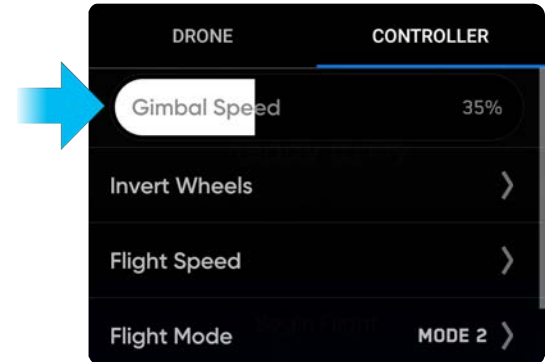 DRONE CONTROLLER
Gimbal Speed 35%
Invert Wheels
Flight Speed
Flight Mode MODE 2